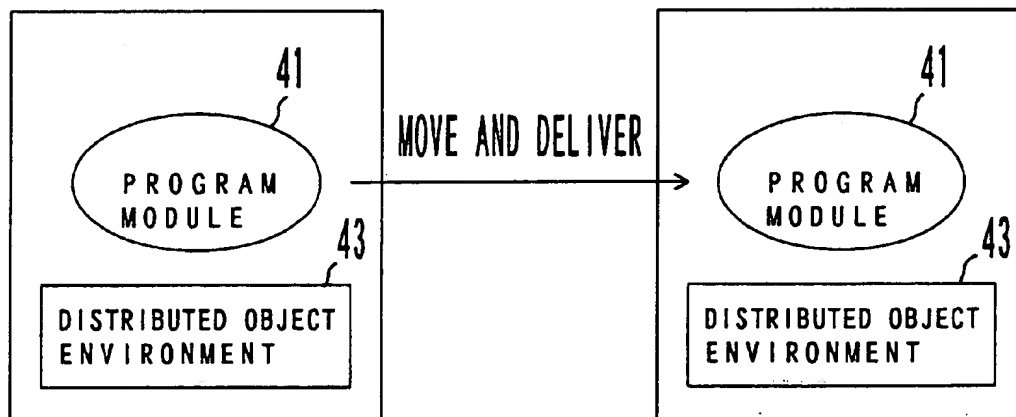 41
PROGRAM
MODULE
43
DISTRIBUTED OBJECT
ENVIRONMENT
MOVE AND DELIVER
41
PROGRAM
MODULE
43
DISTRIBUTED OBJECT
ENVIRONMENT